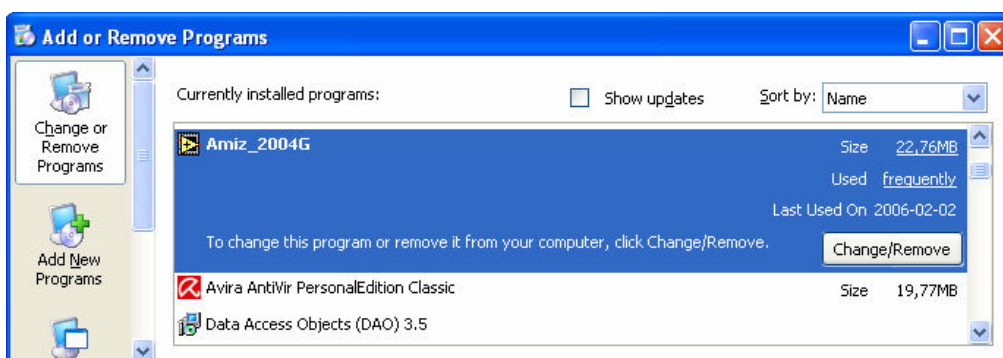 Add or Remove Programs
Change or
Remove
Programs
Add New
Programs
Currently installed programs:
Show updates
Sort by: Name
Amiz_2004G
Size 22,76MB
Used frequently
Last Used On 2006-02-02
To change this program or remove it from your computer, click Change/Remove.
Change/Remove
Avira AntiVir PersonalEdition Classic
Size 19,77MB
Data Access Objects (DAO) 3.5